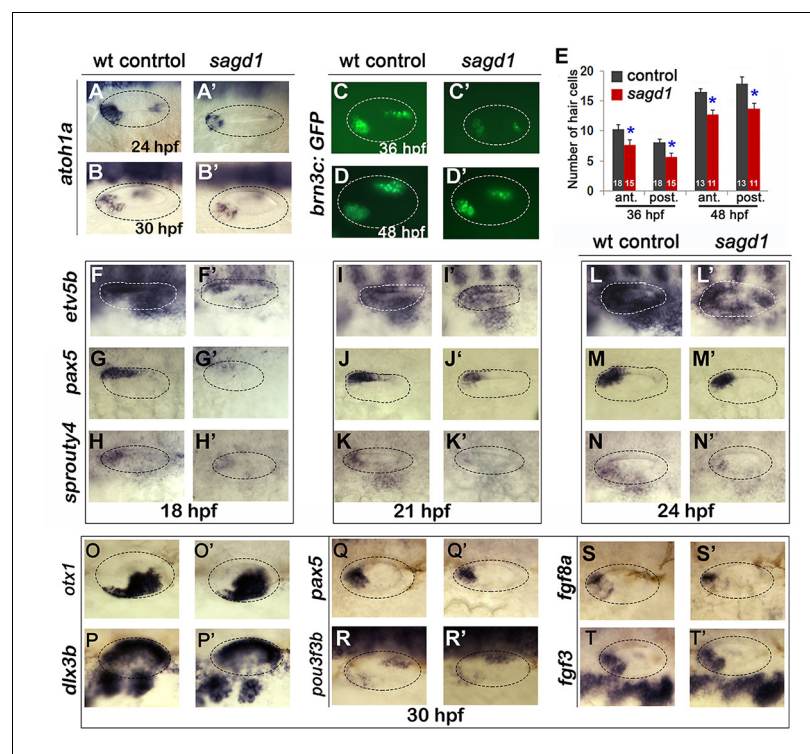 wt contrtol sagd1 wt control sagd1
atoh1a
A A' 24 hpf
B B' 30 hpf
brn3c: GFP
C C' 36 hpf
D D' 48 hpf
E
Number of hair cells
20
15
10
5
0
control
sagd1
* * * *
18 15 18 15 13 11 13 11
ant. post. ant. post.
36 hpf 48 hpf
wt control sagd1
etv5b F F' I I' L L'
pax5 G G' J J' M M'
sprouty4 H H' K K' N N'
18 hpf 21 hpf 24 hpf
otx1 O O' pax5 Q Q' fgf8a S S'
dlx3b P P' pou3f3b R R' fgf3 T T'
30 hpf